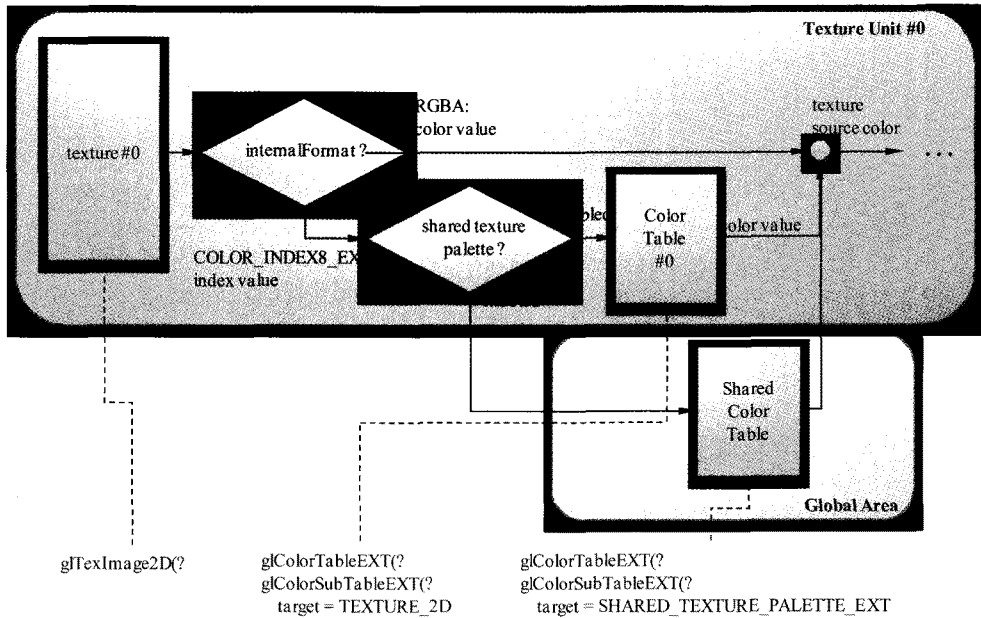 Texture Unit #0
texture #0
internalFormat ?
RGBA:
color value
texture
source color
...
shared texture
palette ?
COLOR_INDEX8_EX
index value
Color
Table
#0
olor value
Shared
Color
Table
Global Area
glTexImage2D(?
glColorTableEXT(?
glColorSubTableEXT(?
target = TEXTURE_2D
glColorTableEXT(?
glColorSubTableEXT(?
target = SHARED_TEXTURE_PALETTE_EXT